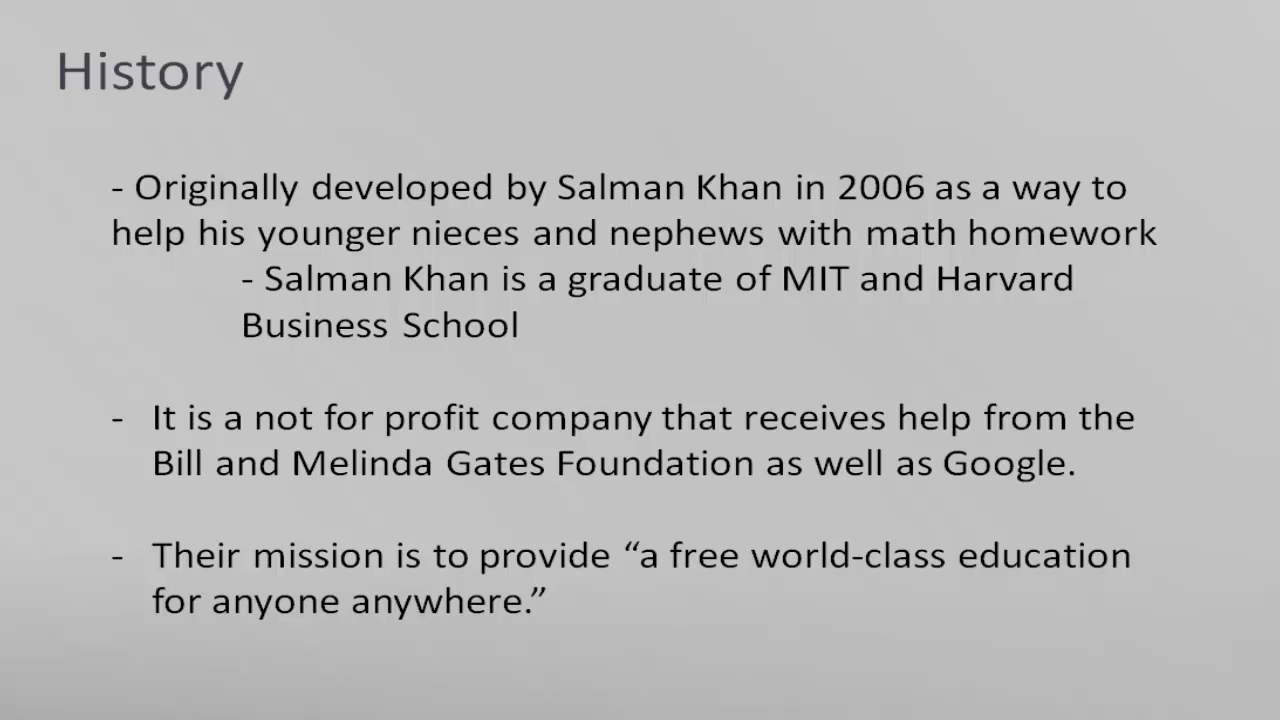 History
- Originally developed by Salman Khan in 2006 as a way to
help his younger nieces and nephews with math homework
- Salman Khan is a graduate of MIT and Harvard
Business School
- It is a not for profit company that receives help from the
Bill and Melinda Gates Foundation as well as Google.
- Their mission is to provide “a free world-class education
for anyone anywhere.”